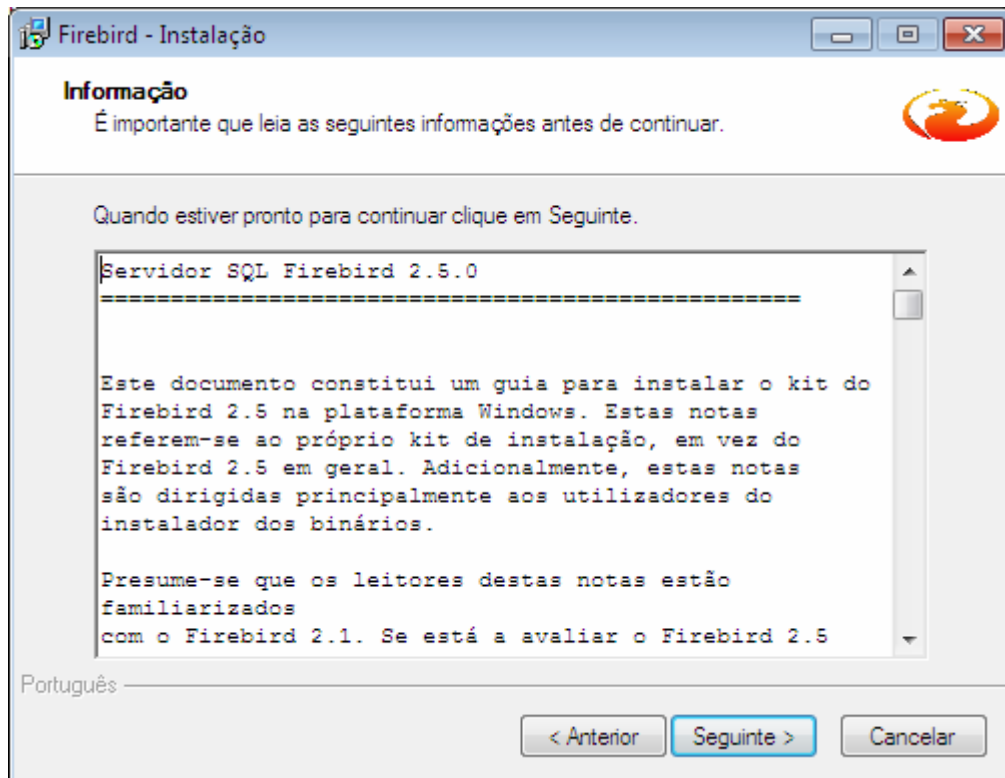 Firebird - Instalação
Informação
É importante que leia as seguintes informações antes de continuar.
Quando estiver pronto para continuar clique em Seguinte.
Servidor SQL Firebird 2.5.0
==================================================
Este documento constitui um guia para instalar o kit do
Firebird 2.5 na plataforma Windows. Estas notas
referem-se ao próprio kit de instalação, em vez do
Firebird 2.5 em geral. Adicionalmente, estas notas
são dirigidas principalmente aos utilizadores do
instalador dos binários.
Presume-se que os leitores destas notas estão
familiarizados
com o Firebird 2.1. Se está a avaliar o Firebird 2.5
Português
< Anterior
Seguinte >
Cancelar